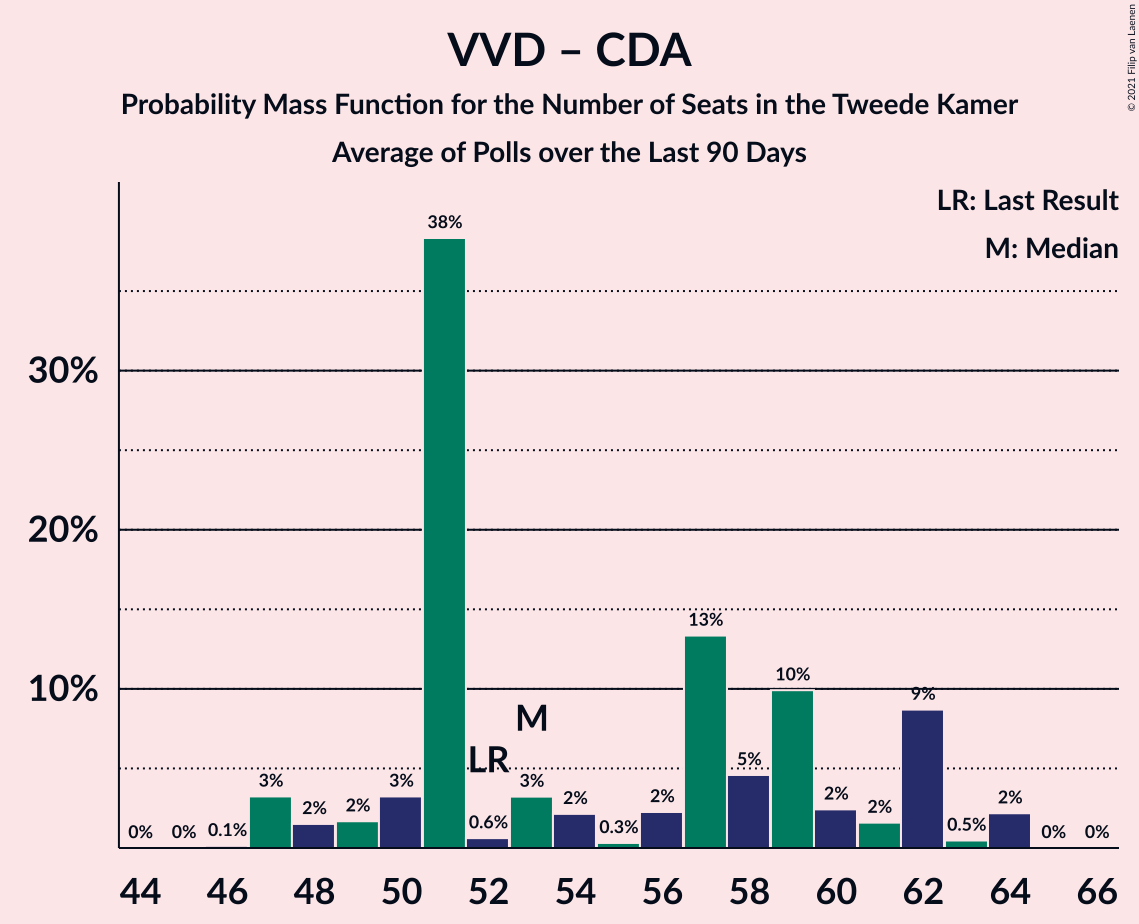 VVD – CDA
Probability Mass Function for the Number of Seats in the Tweede Kamer
Average of Polls over the Last 90 Days
© 2021 Filip van Laenen
LR: Last Result
M: Median
38%
30%
20%
13%
10%
10%
9%
M
LR
5%
3%
3%
3%
2%
2%
2%
2%
2%
2%
2%
0.6%
0.5%
0.3%
0.1%
0%
0%
0%
0%
44 46 48 50 52 54 56 58 60 62 64 66